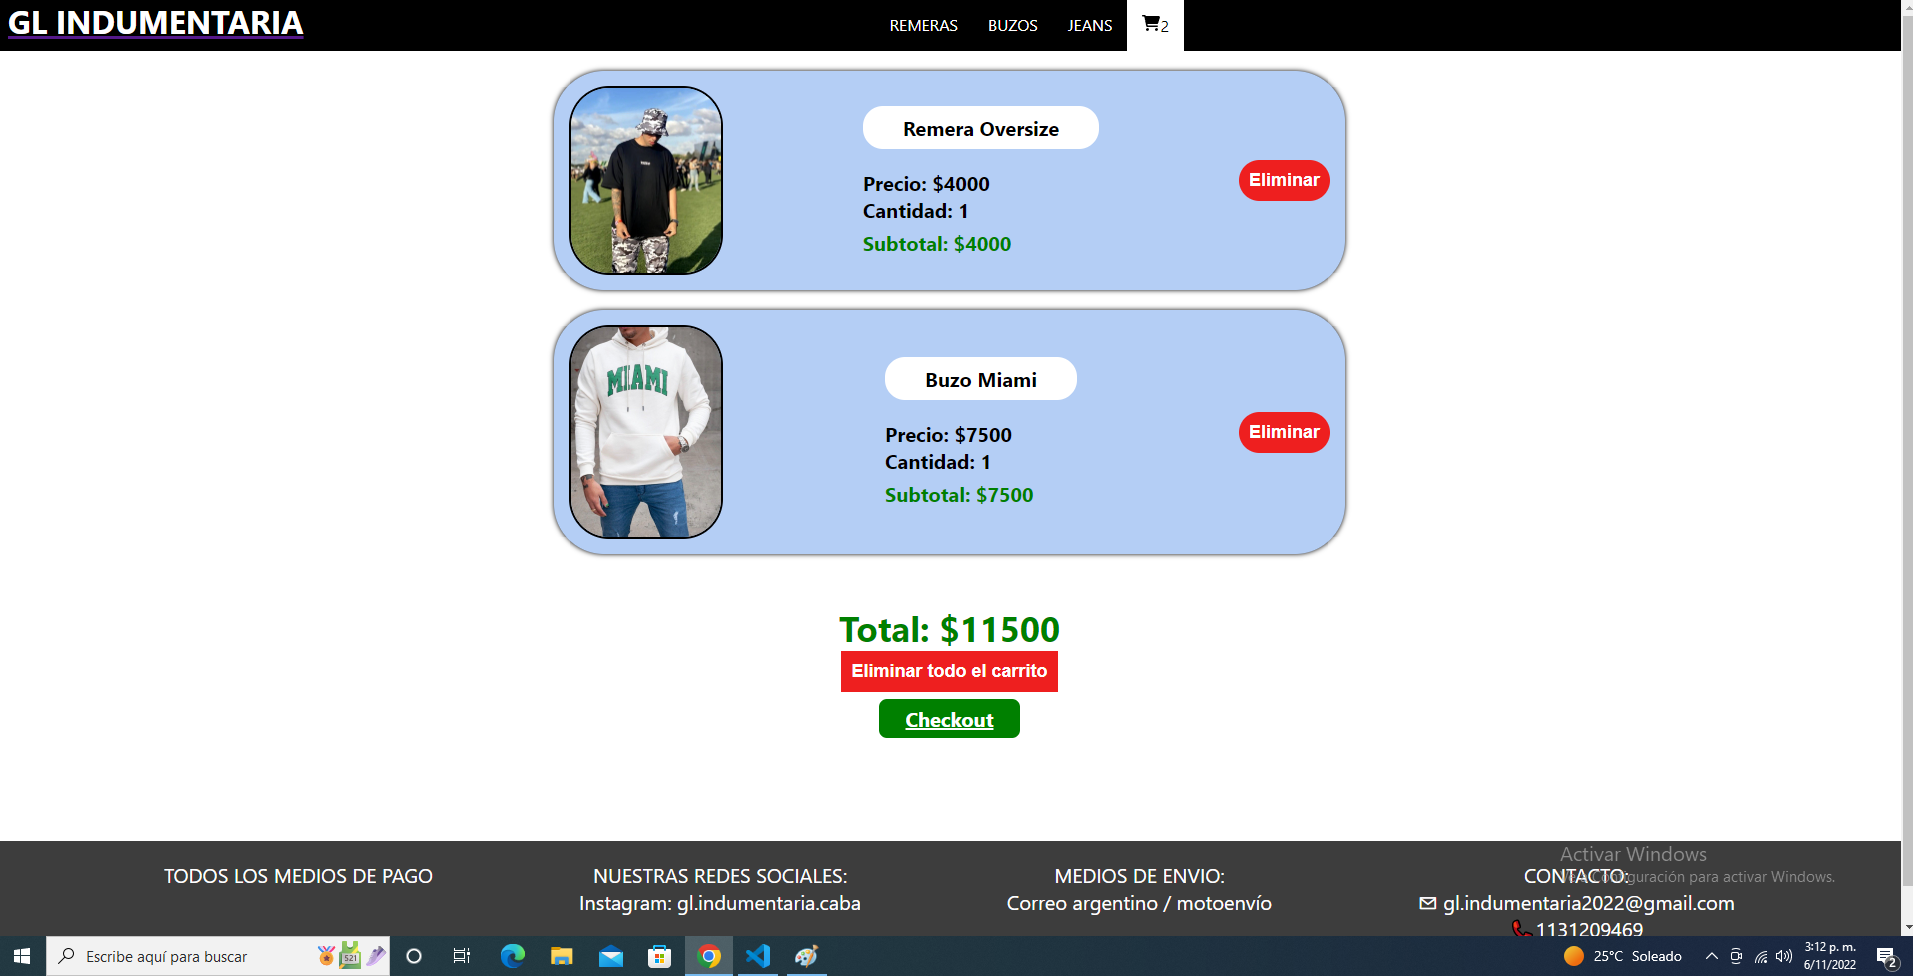 GL INDUMENTARIA
REMERAS BUZOS JEANS 2
Remera Oversize
Precio: $4000
Cantidad: 1
Subtotal: $4000
Eliminar
MIAMI
Buzo Miami
Precio: $7500
Cantidad: 1
Subtotal: $7500
Eliminar
Total: $11500
Eliminar todo el carrito
Checkout
TODOS LOS MEDIOS DE PAGO
NUESTRAS REDES SOCIALES:
Instagram: gl.indumentaria.caba
MEDIOS DE ENVIO:
Correo argentino / motoenvío
CONTACTO:
gl.indumentaria2022@gmail.com
1131209469
Activar Windows
configuración para activar Windows.
Escribe aquí para buscar
521
25°C Soleado
3:12 p. m.
6/11/2022
2